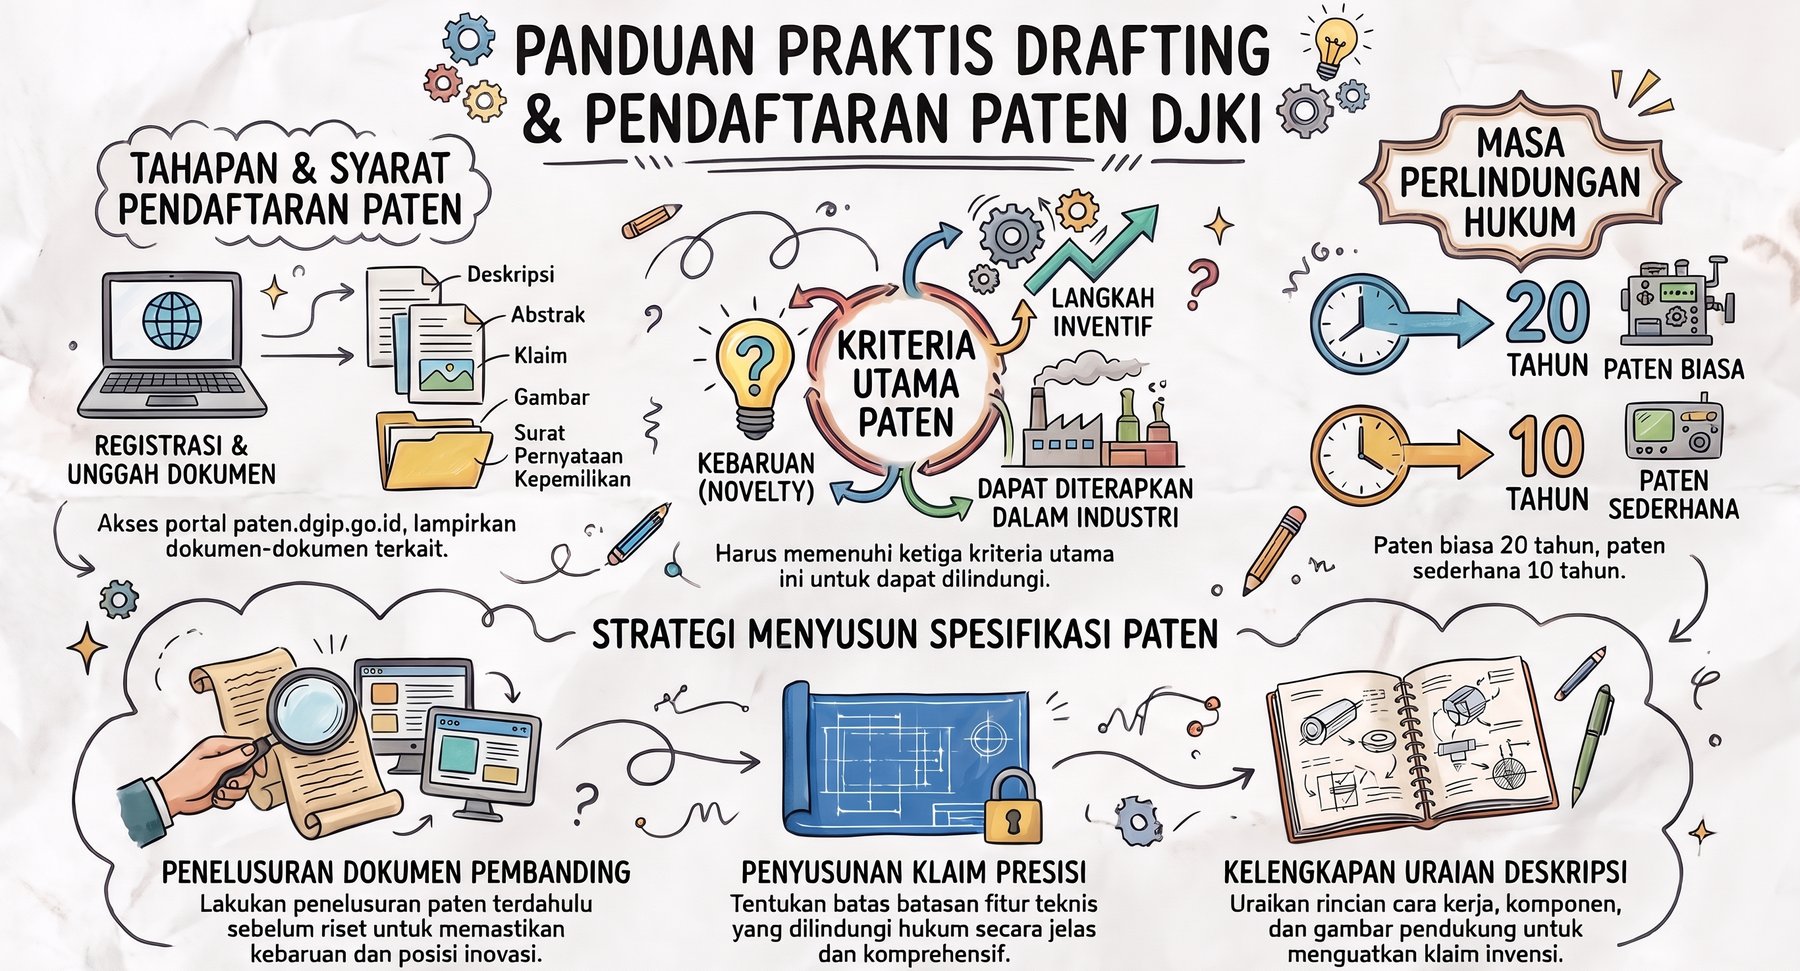 PANDUAN PRAKTIS DRAFTING
& PENDAFTARAN PATEN DJKI
TAHAPAN & SYARAT
PENDAFTARAN PATEN
Deskripsi
Abstrak
Klaim
Gambar
Surat
Pernyataan
Kepemilikan
REGISTRASI &
UNGGAH DOKUMEN
Akses portal paten.dgip.go.id, lampirkan
dokumen-dokumen terkait.
KRITERIA
UTAMA
PATEN
LANGKAH
INVENTIF
KEBARUAN
(NOVELTY)
DAPAT DITERAPKAN
DALAM INDUSTRI
Harus memenuhi ketiga kriteria utama
ini untuk dapat dilindungi.
MASA
PERLINDUNGAN
HUKUM
20
TAHUN
PATEN BIASA
10
TAHUN
PATEN
SEDERHANA
Paten biasa 20 tahun, paten
sederhana 10 tahun.
STRATEGI MENYUSUN SPESIFIKASI PATEN
PENELUSURAN DOKUMEN PEMBANDING
Lakukan penelusuran paten terdahulu
sebelum riset untuk memastikan
kebaruan dan posisi inovasi.
PENYUSUNAN KLAIM PRESISI
Tentukan batas batasan fitur teknis
yang dilindungi hukum secara jelas
dan komprehensif.
KELENGKAPAN URAIAN DESKRIPSI
Uraikan rincian cara kerja, komponen,
dan gambar pendukung untuk
menguatkan klaim invensi.